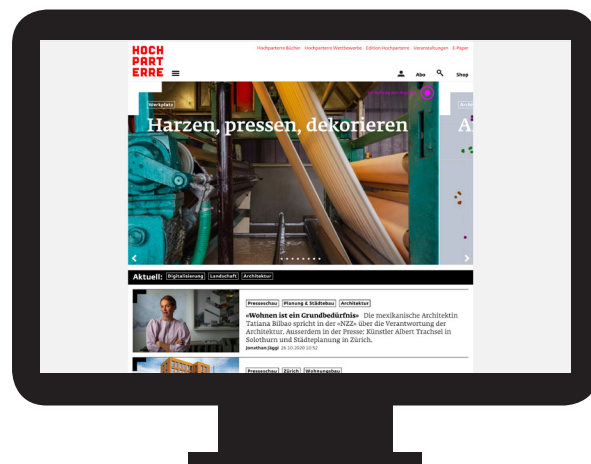 HOCH
PART
ERRE
Hochparterre Bücher Hochparterre Wettbewerbe Edition Hochparterre Veranstaltungen E-Paper
Abo
Shop
Werkplatz
Harzen, pressen, dekorieren
A
Aktuell: Digitalisierung Landschaft Architektur
Presseschau Planung & Städtebau Architektur
«Wohnen ist ein Grundbedürfnis» Die mexikanische Architektin
Tatiana Bilbao spricht in der «NZZ» über die Verantwortung der
Architektur. Ausserdem in der Presse: Künstler Albert Trachsel in
Solothurn und Städteplanung in Zürich.
Jonathan Jäggi 26.10.2020 10:52
Presseschau Zürich Wohnungsbau